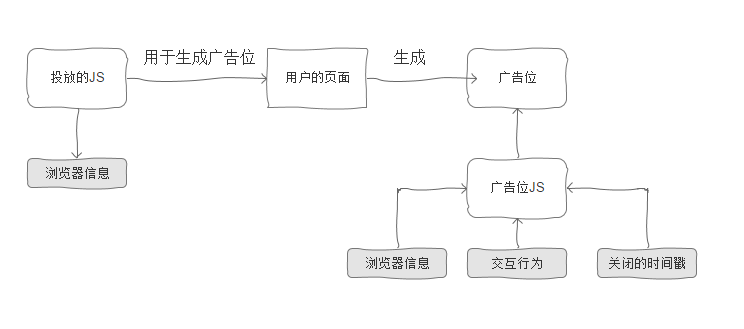 用于生成广告位
生成
投放的JS
用户的页面
广告位
浏览器信息
广告位JS
浏览器信息
交互行为
关闭的时间戳